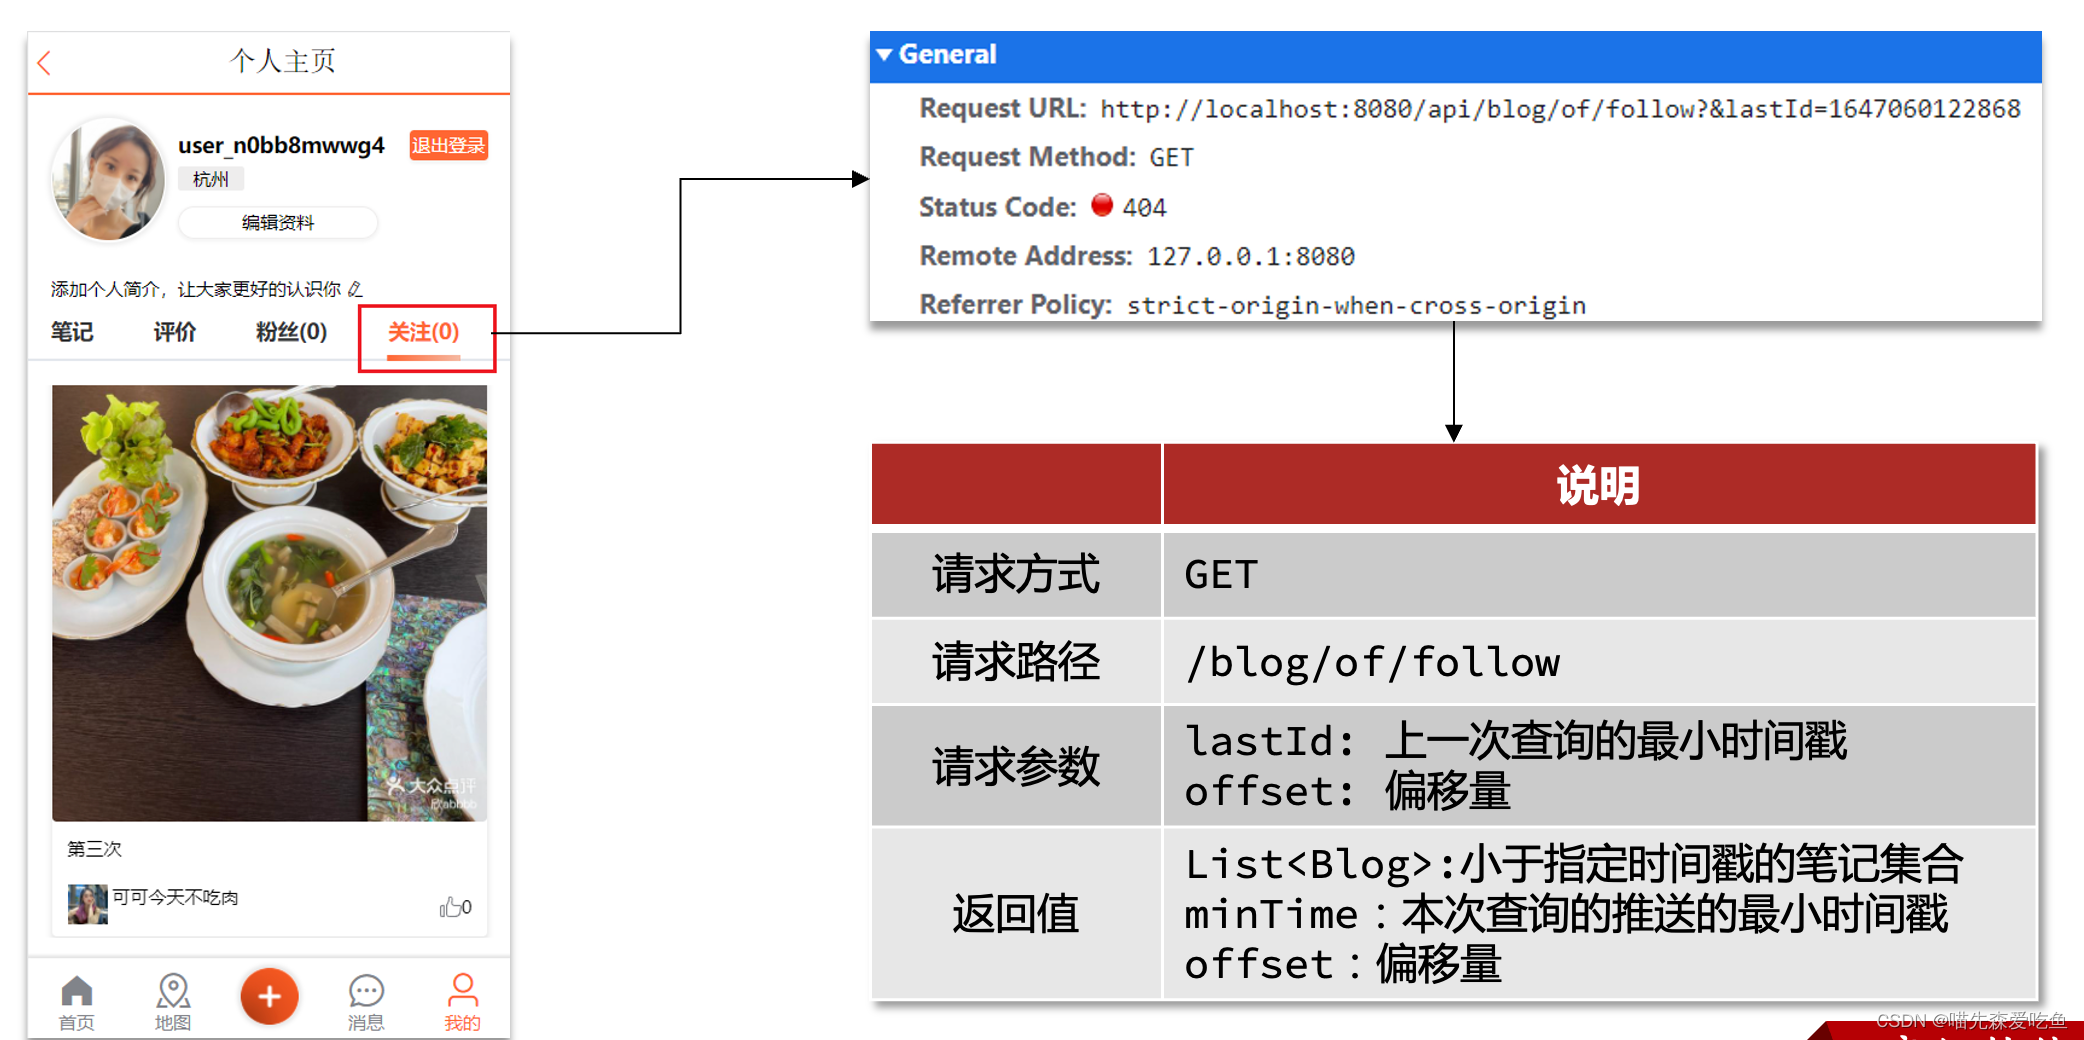 个人主页
user_n0bb8mwwg4
退出登录
杭州
编辑资料
添加个人简介，让大家更好的认识你
笔记
评价
粉丝(0)
关注(0)
大众点评
第三次
可可今天不吃肉
0
首页
地图
消息
我的
General
Request URL: http://localhost:8080/api/blog/of/follow?&lastId=1647060122868
Request Method: GET
Status Code: 404
Remote Address: 127.0.0.1:8080
Referrer Policy: strict-origin-when-cross-origin
说明
请求方式
GET
请求路径
/blog/of/follow
请求参数
lastId: 上一次查询的最小时间戳
offset: 偏移量
返回值
List<Blog>:小于指定时间戳的笔记集合
minTime：本次查询的推送的最小时间戳
offset：偏移量
CSDN @喵先森爱吃鱼